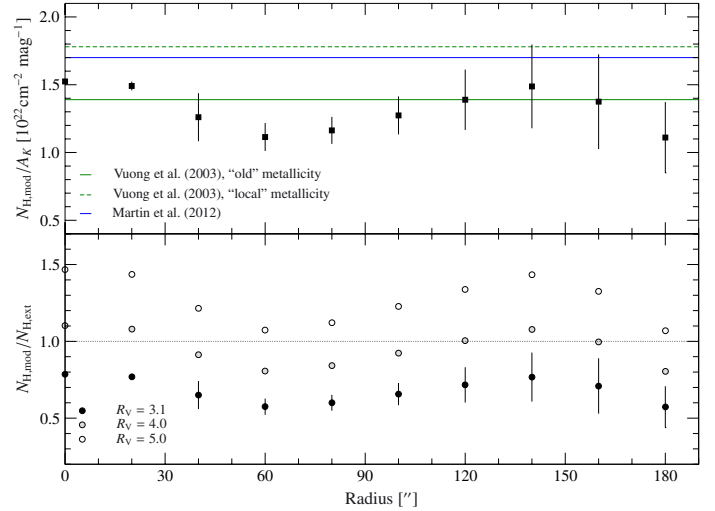 2.0
1.5
1.0
0.5
N_H,mod/A_K [10^22 cm^−2 mag^−1]
Vuong et al. (2003), “old” metallicity
Vuong et al. (2003), “local” metallicity
Martin et al. (2012)
1.5
1.0
0.5
N_H,mod/N_H,ext
R_V = 3.1
R_V = 4.0
R_V = 5.0
0 30 60 90 120 150 180
Radius [″]